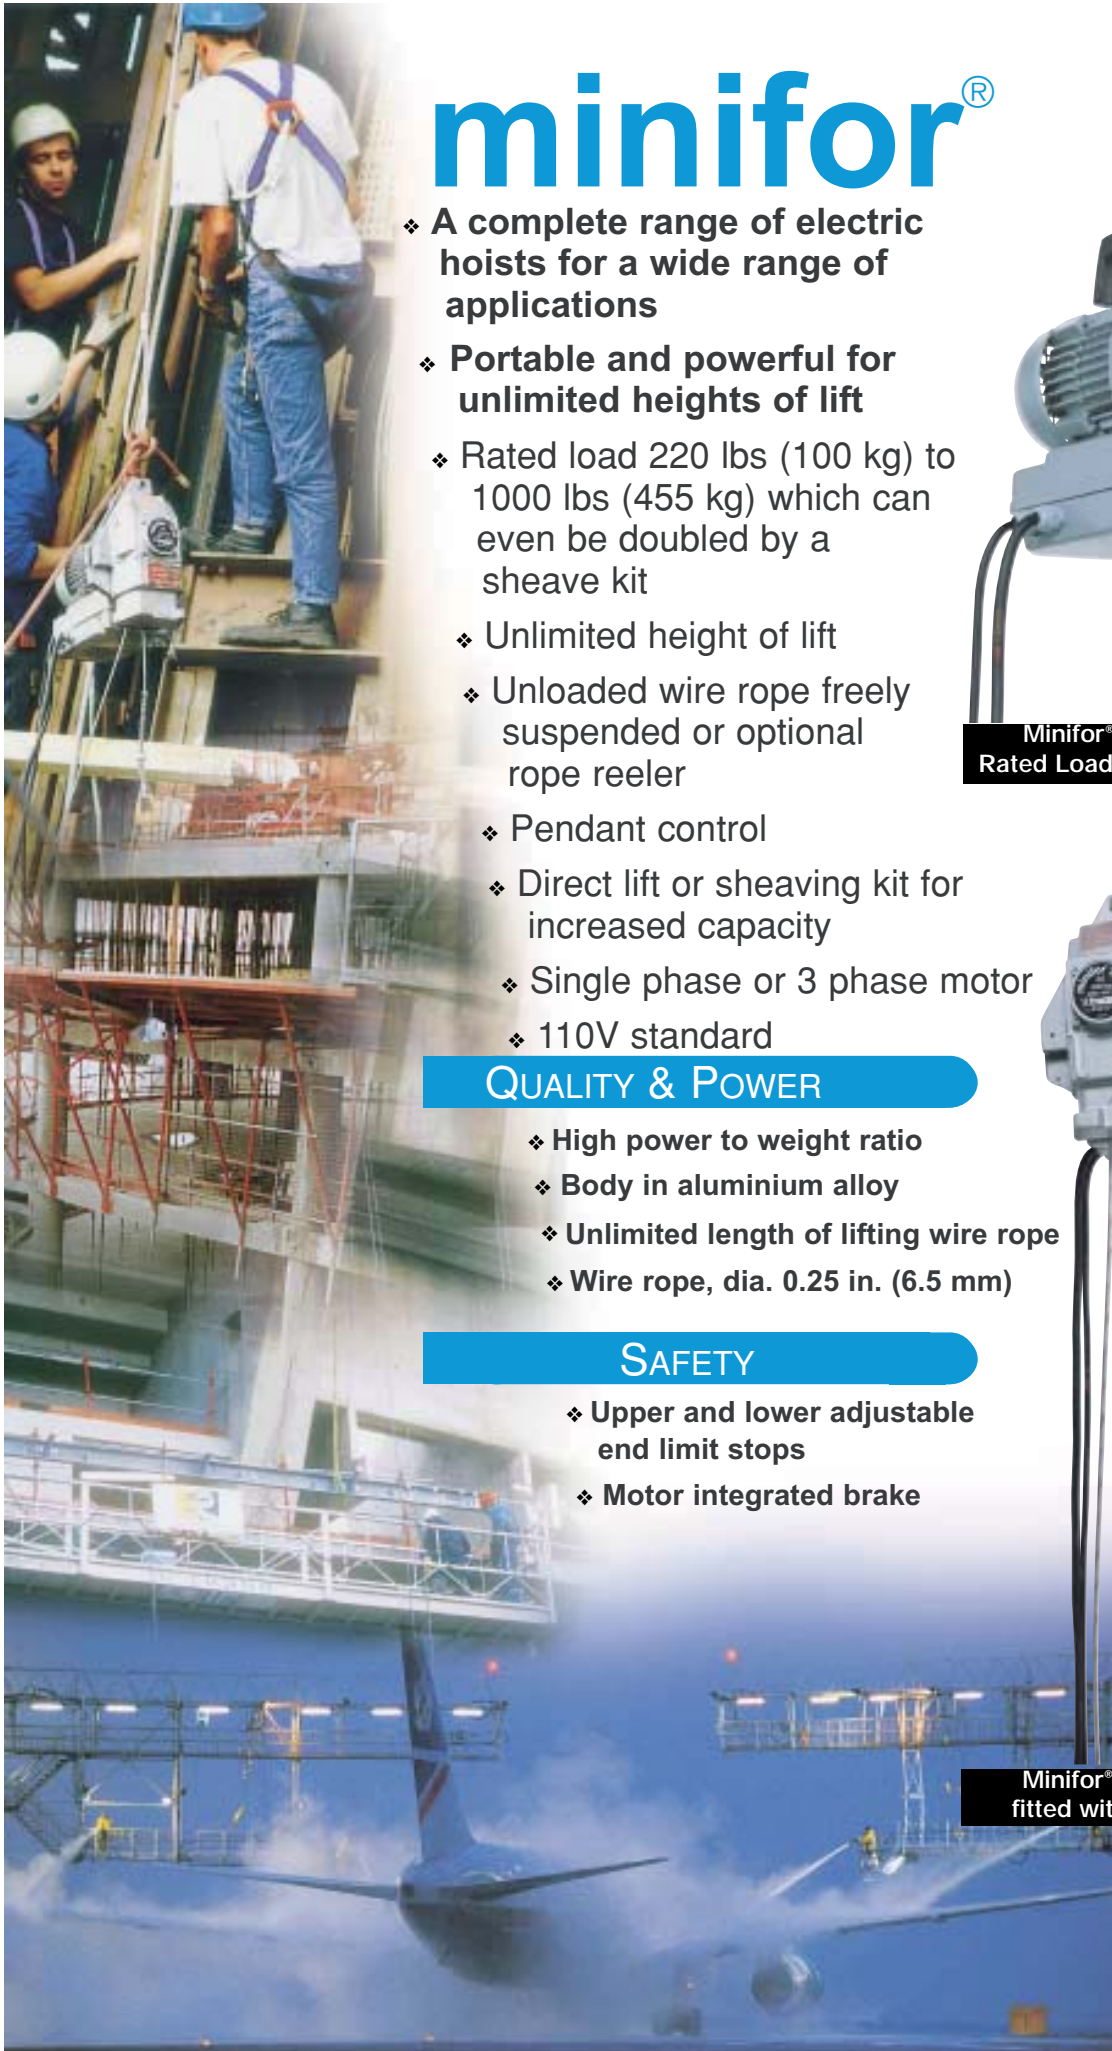 minifor®
❖ A complete range of electric
hoists for a wide range of
applications
❖ Portable and powerful for
unlimited heights of lift
❖ Rated load 220 lbs (100 kg) to
1000 lbs (455 kg) which can
even be doubled by a
sheave kit
❖ Unlimited height of lift
❖ Unloaded wire rope freely
suspended or optional
rope reeler
❖ Pendant control
❖ Direct lift or sheaving kit for
increased capacity
❖ Single phase or 3 phase motor
❖ 110V standard
Minifor®
Rated Load
QUALITY & POWER
❖ High power to weight ratio
❖ Body in aluminium alloy
❖ Unlimited length of lifting wire rope
❖ Wire rope, dia. 0.25 in. (6.5 mm)
SAFETY
❖ Upper and lower adjustable
end limit stops
❖ Motor integrated brake
Minifor®
fitted wit